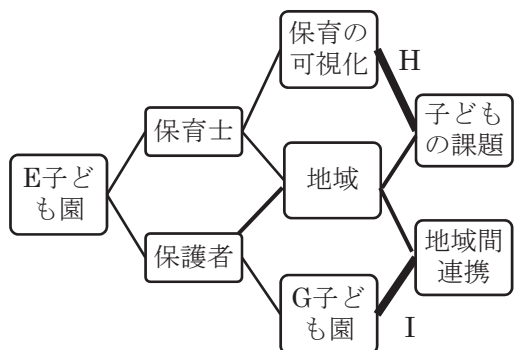 E子ど
も園
保育士
保護者
保育の
可視化
地域
G子ど
も園
H
I
子ども
の課題
地域間
連携